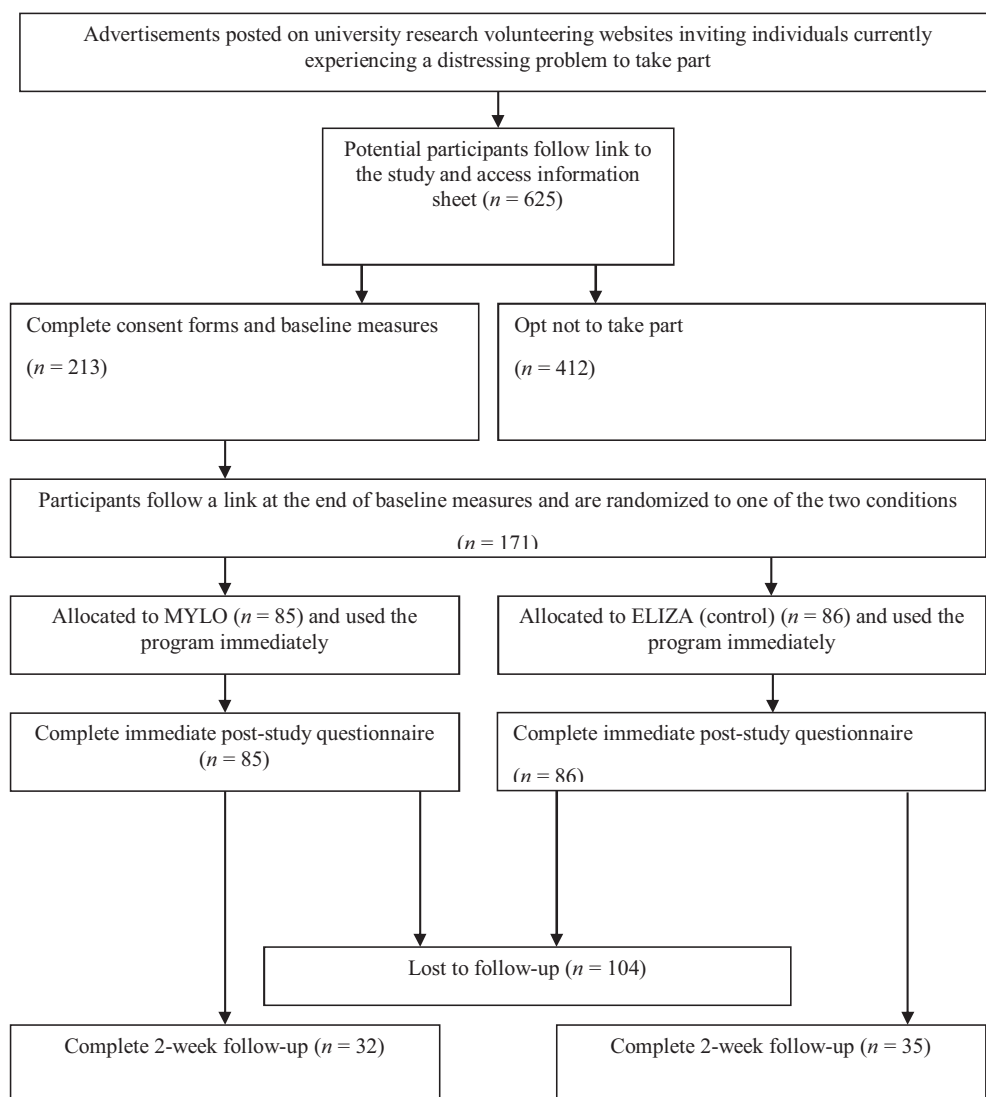 Advertisements posted on university research volunteering websites inviting individuals currently
experiencing a distressing problem to take part
Potential participants follow link to
the study and access information
sheet (n = 625)
Complete consent forms and baseline measures
(n = 213)
Opt not to take part
(n = 412)
Participants follow a link at the end of baseline measures and are randomized to one of the two conditions
(n = 171)
Allocated to MYLO (n = 85) and used the
program immediately
Allocated to ELIZA (control) (n = 86) and used the
program immediately
Complete immediate post-study questionnaire
(n = 85)
Complete immediate post-study questionnaire
(n = 86)
Lost to follow-up (n = 104)
Complete 2-week follow-up (n = 32)
Complete 2-week follow-up (n = 35)